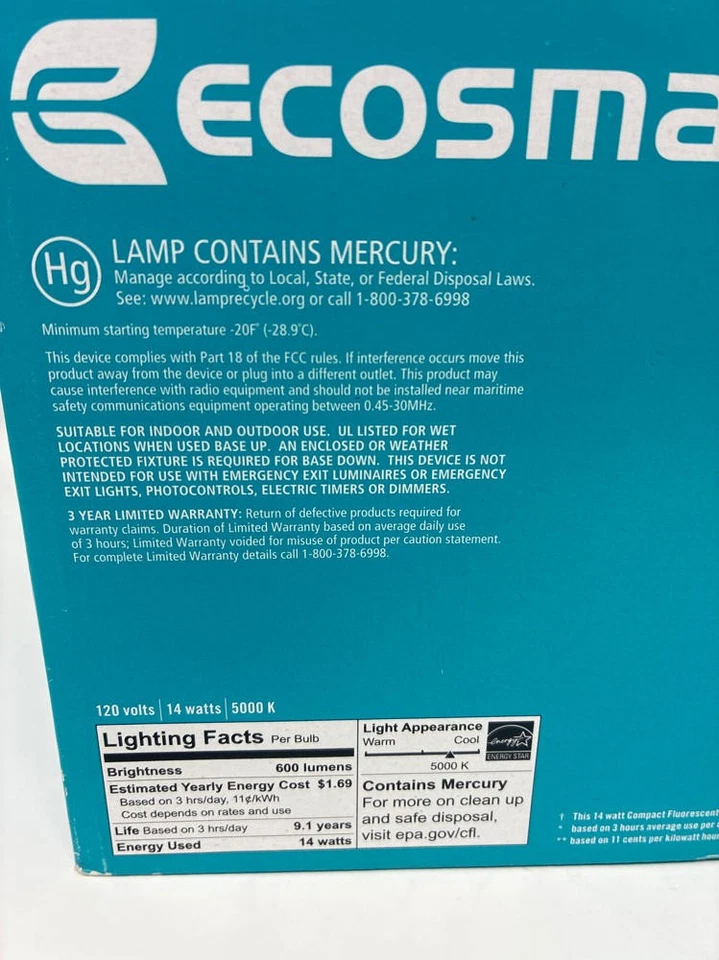 ECOSMA
Hg
LAMP CONTAINS MERCURY:
Manage according to Local, State, or Federal Disposal Laws.
See: www.lamprecycle.org or call 1-800-378-6998
Minimum starting temperature -20F° (-28.9°C).
This device complies with Part 18 of the FCC rules. If interference occurs move this
product away from the device or plug into a different outlet. This product may
cause interference with radio equipment and should not be installed near maritime
safety communications equipment operating between 0.45-30MHz.
SUITABLE FOR INDOOR AND OUTDOOR USE. UL LISTED FOR WET
LOCATIONS WHEN USED BASE UP. AN ENCLOSED OR WEATHER
PROTECTED FIXTURE IS REQUIRED FOR BASE DOWN. THIS DEVICE IS NOT
INTENDED FOR USE WITH EMERGENCY EXIT LUMINAIRES OR EMERGENCY
EXIT LIGHTS, PHOTOCONTROLS, ELECTRIC TIMERS OR DIMMERS.
3 YEAR LIMITED WARRANTY: Return of defective products required for
warranty claims. Duration of Limited Warranty based on average daily use
of 3 hours; Limited Warranty voided for misuse of product per caution statement.
For complete Limited Warranty details call 1-800-378-6998.
120 volts | 14 watts | 5000 K
Lighting Facts Per Bulb
Brightness 600 lumens
Estimated Yearly Energy Cost $1.69
Based on 3 hrs/day, 11¢/kWh
Cost depends on rates and use
Life Based on 3 hrs/day 9.1 years
Energy Used 14 watts
Light Appearance
Warm Cool
5000 K
energy
ENERGY STAR
Contains Mercury
For more on clean up
and safe disposal,
visit epa.gov/cfl.
† This 14 watt Compact Fluorescent
* based on 3 hours average use per
** based on 11 cents per kilowatt hour